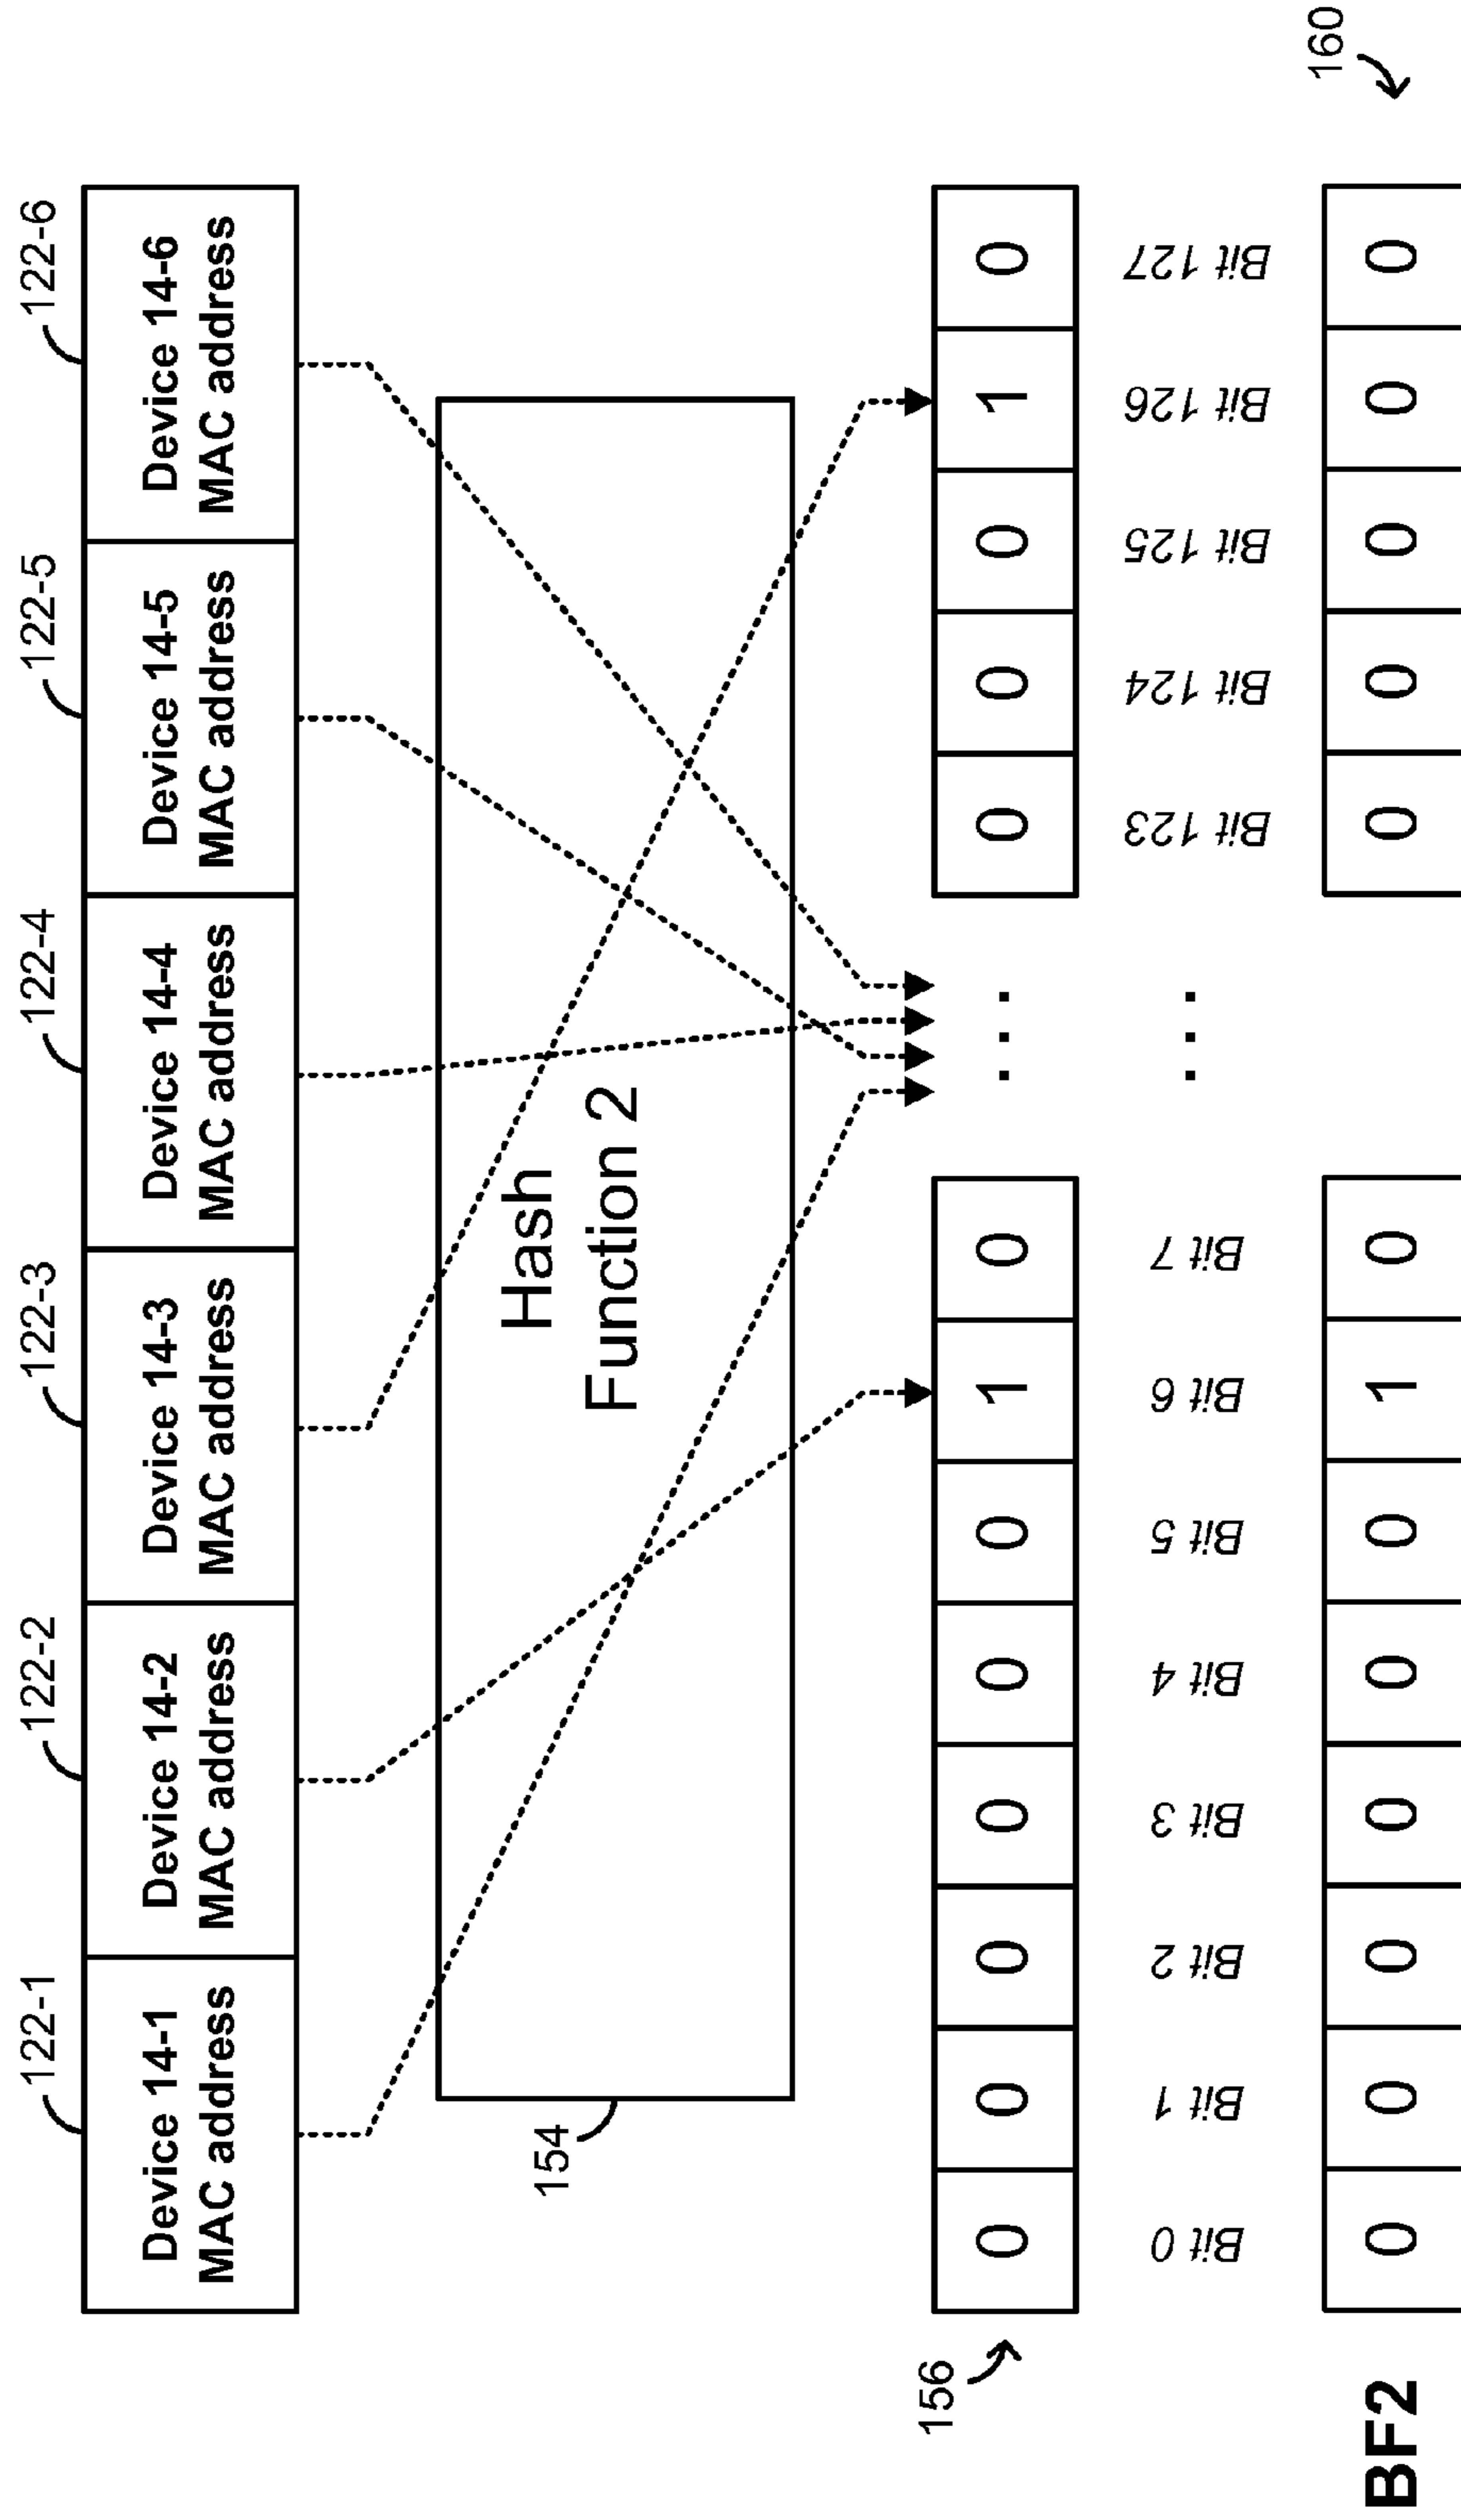 122-1
122-2
122-3
122-4
122-5
122-6
Device 14-1
MAC address
Device 14-2
MAC address
Device 14-3
MAC address
Device 14-4
MAC address
Device 14-5
MAC address
Device 14-6
MAC address
154
Hash
Function 2
156
0 0 0 0 0 0 1 0 . . . 0 0 0 1 0
Bit 0 Bit 1 Bit 2 Bit 3 Bit 4 Bit 5 Bit 6 Bit 7 . . . Bit 123 Bit 124 Bit 125 Bit 126 Bit 127
160
BF2 0 0 0 0 0 0 1 0 0 0 0 0 0